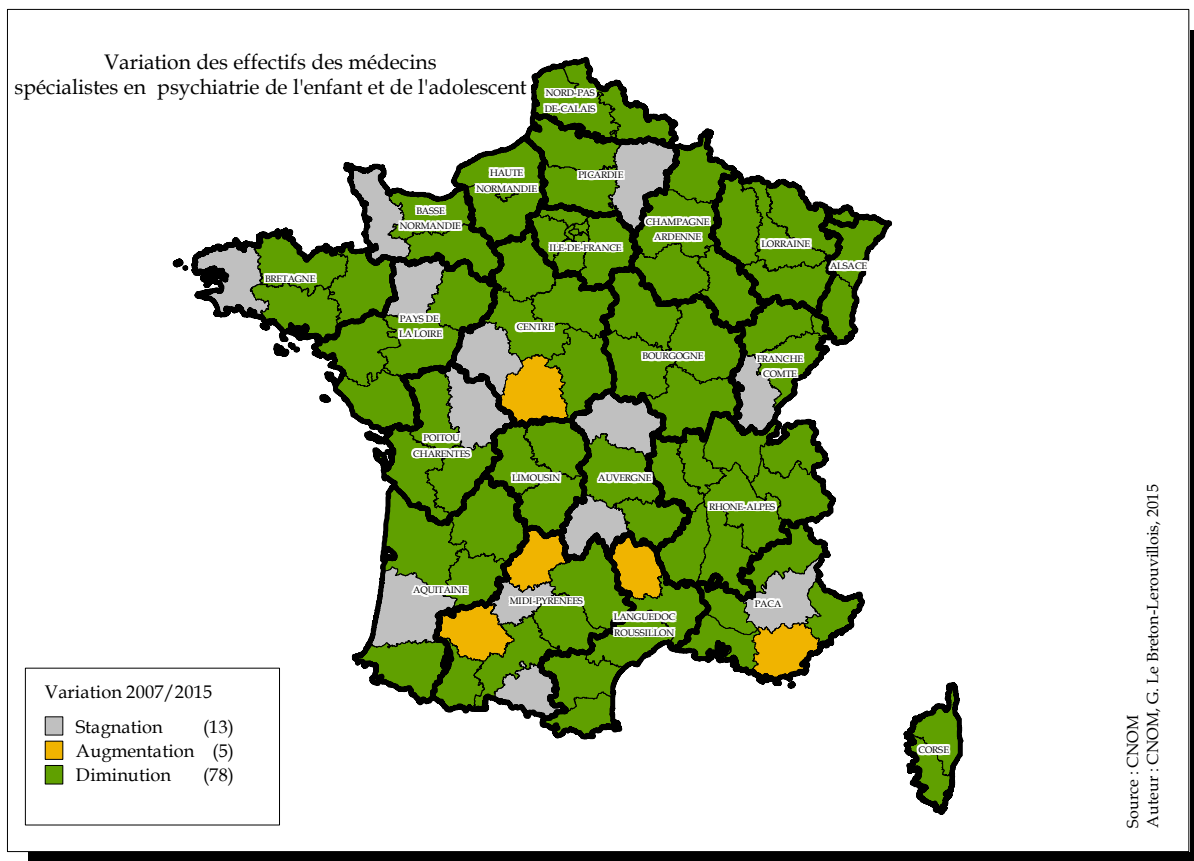 Variation des effectifs des médecins
spécialistes en psychiatrie de l'enfant et de l'adolescent
NORD-PAS
DE-CALAIS
HAUTE
NORMANDIE
PICARDIE
BASSE
NORMANDIE
CHAMPAGNE
ARDENNE
ILE-DE-FRANCE
LORRAINE
ALSACE
BRETAGNE
PAYS DE
LA LOIRE
CENTRE
BOURGOGNE
FRANCHE
COMTE
POITOU
CHARENTES
LIMOUSIN
AUVERGNE
RHONE-ALPES
AQUITAINE
MIDI-PYRENEES
LANGUEDOC
ROUSSILLON
PACA
CORSE
Variation 2007/2015
Stagnation (13)
Augmentation (5)
Diminution (78)
Source : CNOM
Auteur : CNOM, G. Le Breton-Lerouvillois, 2015